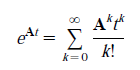 e^{𝐀t} = \sum_{k=0}^{\infty} \frac{𝐀^k t^k}{k!}